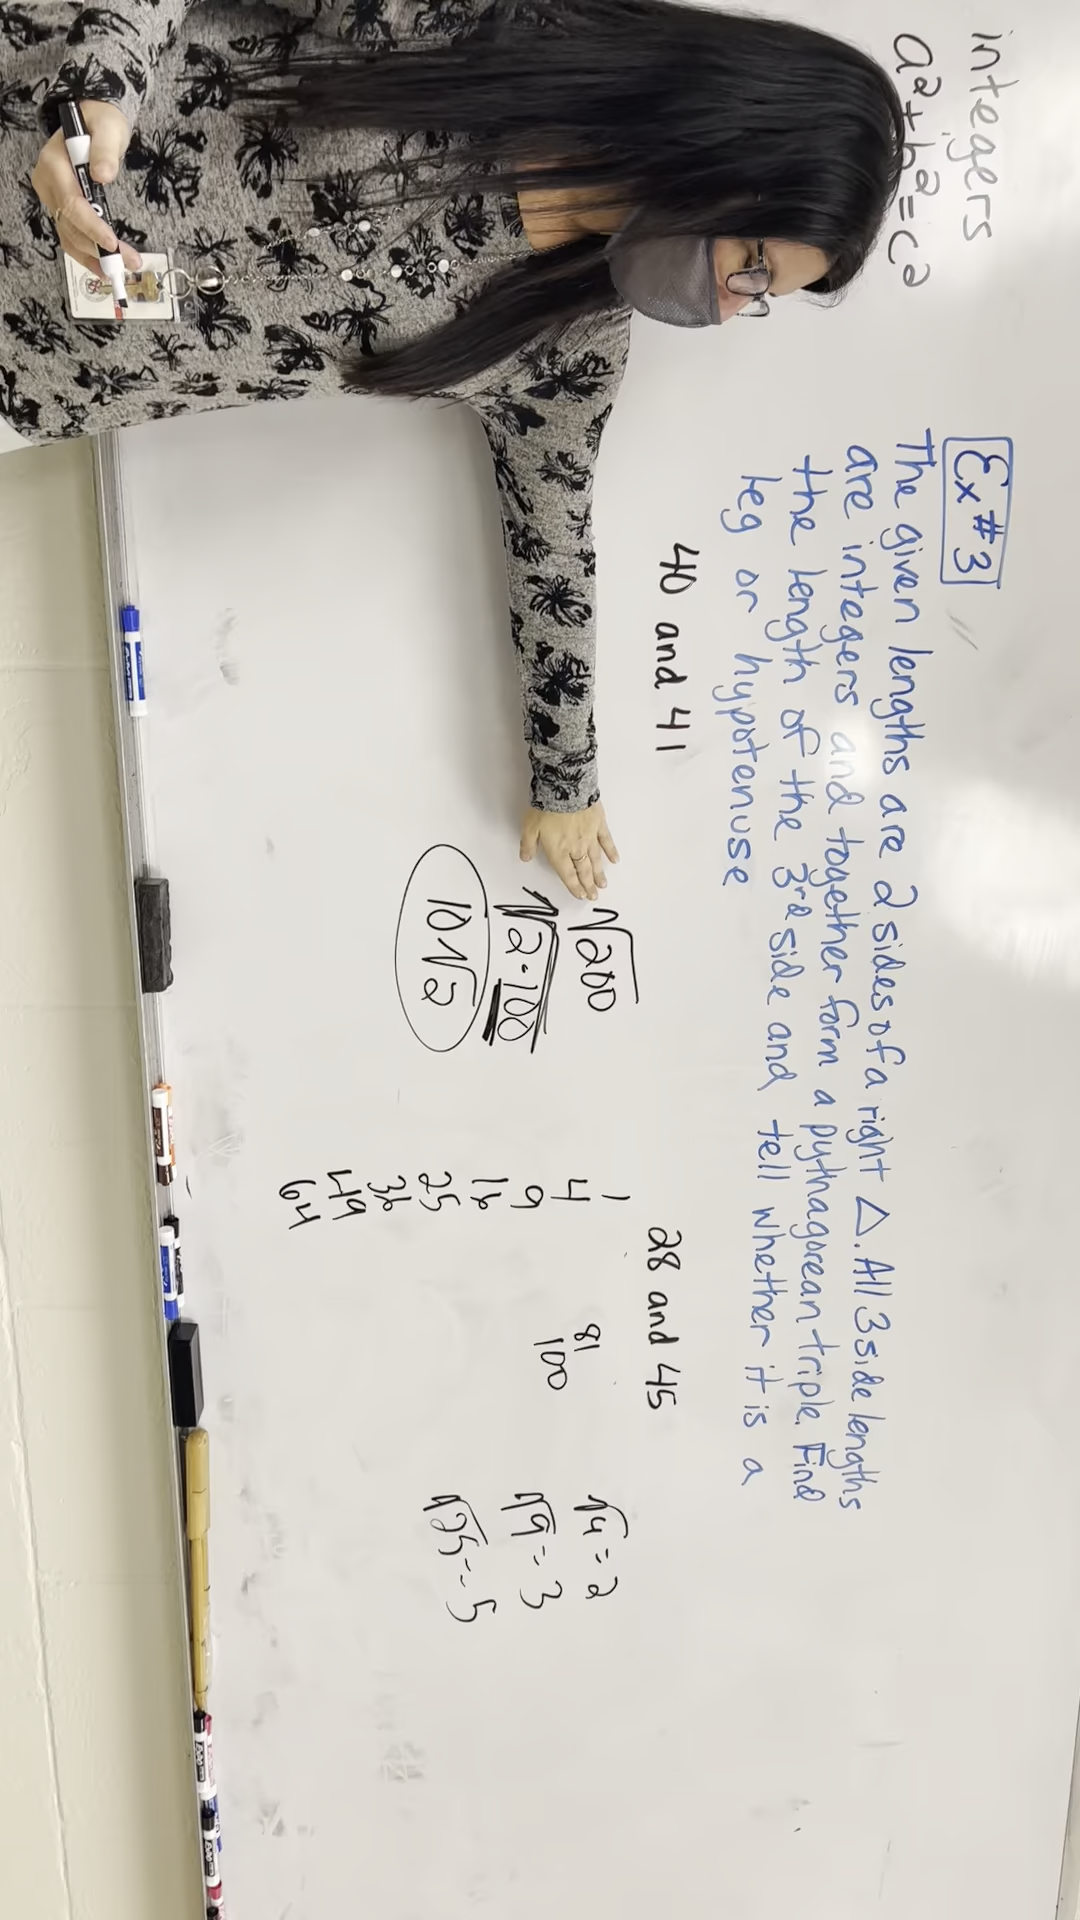 integers
a²+b²=c²
Ex #3
The given lengths are 2 sides of a right △. All 3 side lengths
are integers and together form a pythagorean triple. Find
the length of the 3rd side and tell whether it is a
leg or hypotenuse
40 and 41
28 and 45
√200
√2·100
10√2
1
4
9
16
25
36
49
64
81
100
√4 = 2
√9 = 3
√25 = 5